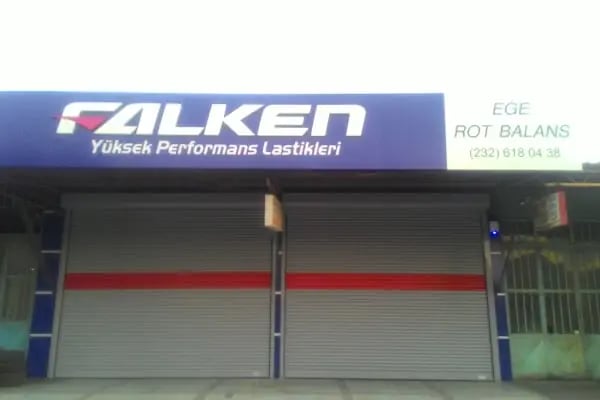 FALKEN
Yüksek Performans Lastikleri
EGE
ROT BALANS
(232) 618 04 38